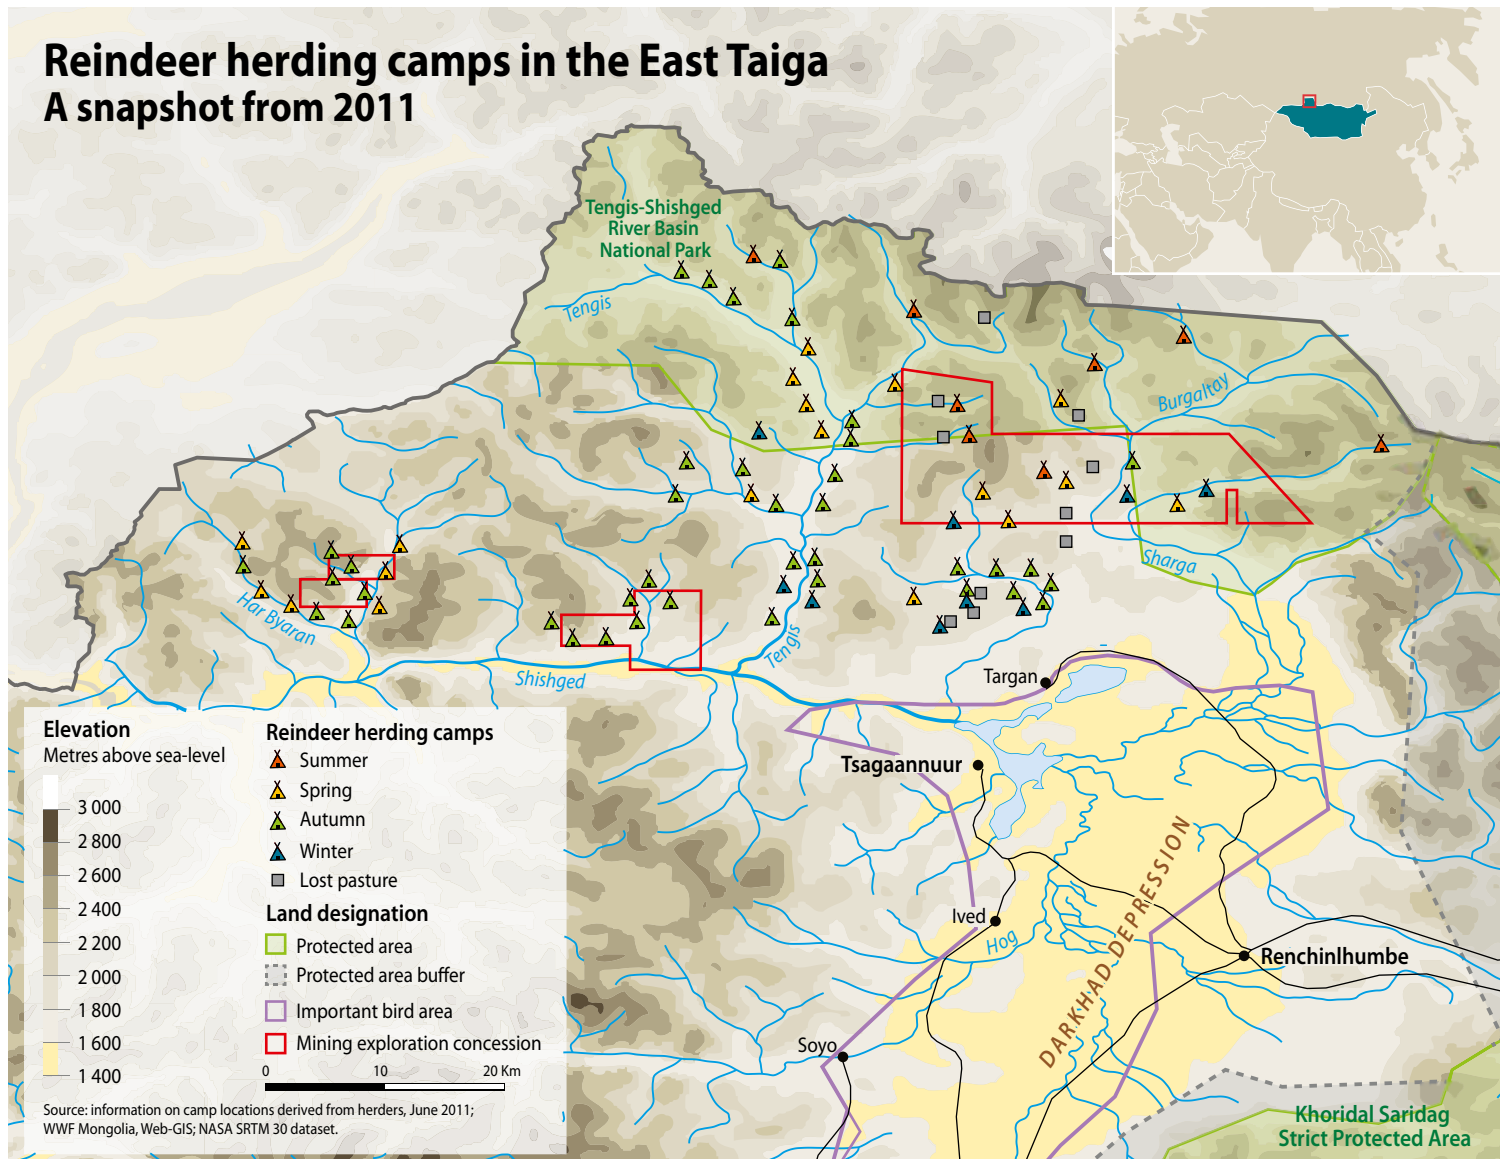 Reindeer herding camps in the East Taiga
A snapshot from 2011
Tengis-Shishged
River Basin
National Park
Tengis
Burgaltay
Sharga
Har Byaran
Tengis
Shishged
Targan
Tsagaannuur
Ived
Hog
DARKHAD DEPRESSION
Renchinlhumbe
Soyo
Khoridal Saridag
Strict Protected Area
Elevation
Metres above sea-level
3 000
2 800
2 600
2 400
2 200
2 000
1 800
1 600
1 400
Reindeer herding camps
Summer
Spring
Autumn
Winter
Lost pasture
Land designation
Protected area
Protected area buffer
Important bird area
Mining exploration concession
0 10 20 Km
Source: information on camp locations derived from herders, June 2011;
WWF Mongolia, Web-GIS; NASA SRTM 30 dataset.